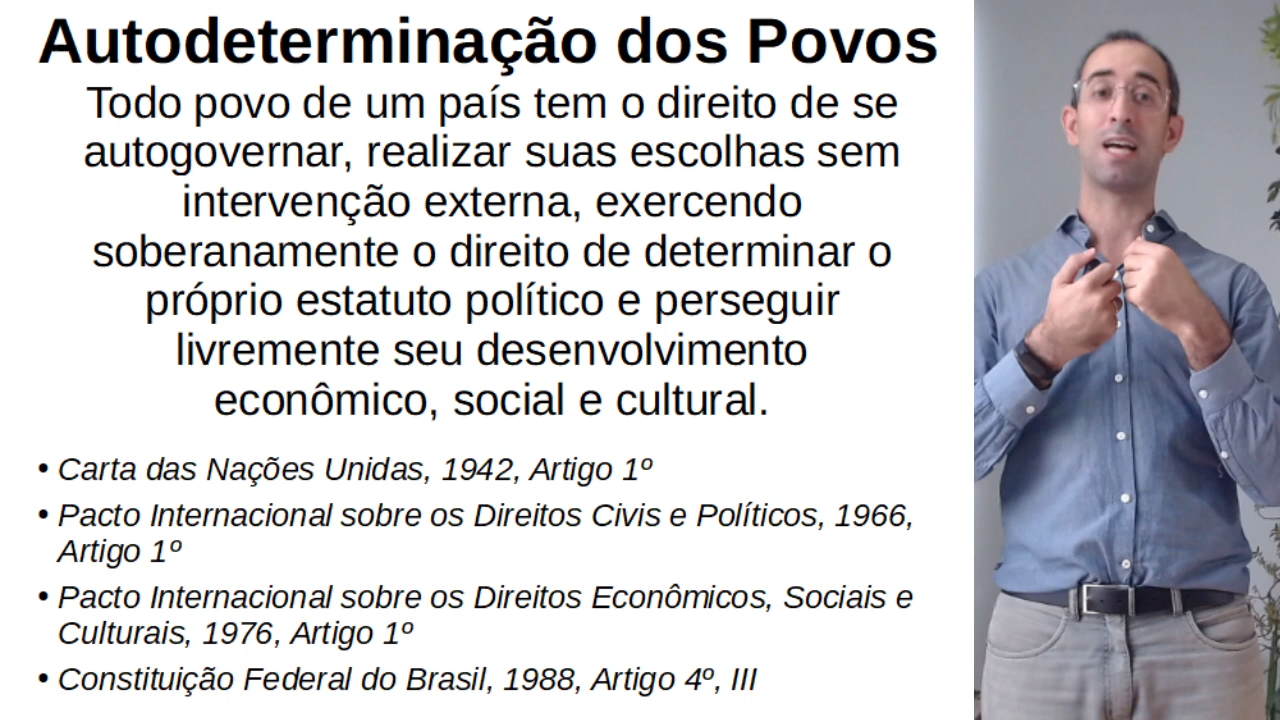 Autodeterminação dos Povos
Todo povo de um país tem o direito de se
autogovernar, realizar suas escolhas sem
intervenção externa, exercendo
soberanamente o direito de determinar o
próprio estatuto político e perseguir
livremente seu desenvolvimento
econômico, social e cultural.
• Carta das Nações Unidas, 1942, Artigo 1º
• Pacto Internacional sobre os Direitos Civis e Políticos, 1966,
Artigo 1º
• Pacto Internacional sobre os Direitos Econômicos, Sociais e
Culturais, 1976, Artigo 1º
• Constituição Federal do Brasil, 1988, Artigo 4º, III